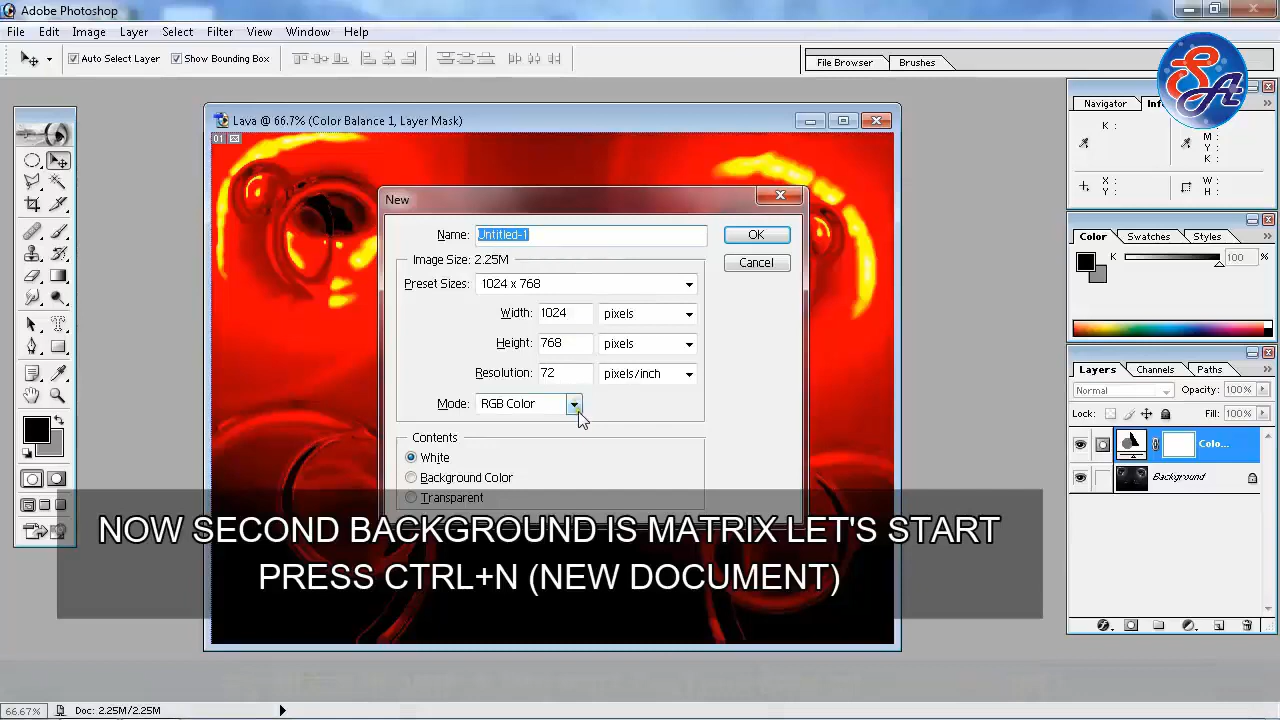 Adobe Photoshop
File Edit Image Layer Select Filter View Window Help
Auto Select Layer Show Bounding Box
File Browser Brushes
SA
Navigator Inf
K :
M :
Y :
K :
X :
Y :
W :
H :
Lava @ 66.7% (Color Balance 1, Layer Mask)
01
New
Name: Untitled-1
OK
Image Size: 2.25M
Cancel
Preset Sizes: 1024 x 768
Width: 1024 pixels
Height: 768 pixels
Resolution: 72 pixels/inch
Mode: RGB Color
Contents
White
Background Color
Transparent
Color Swatches Styles
K 100 %
Layers Channels Paths
Normal Opacity: 100%
Lock: Fill: 100%
Colo...
Background
NOW SECOND BACKGROUND IS MATRIX LET'S START
PRESS CTRL+N (NEW DOCUMENT)
66.67% Doc: 2.25M/2.25M